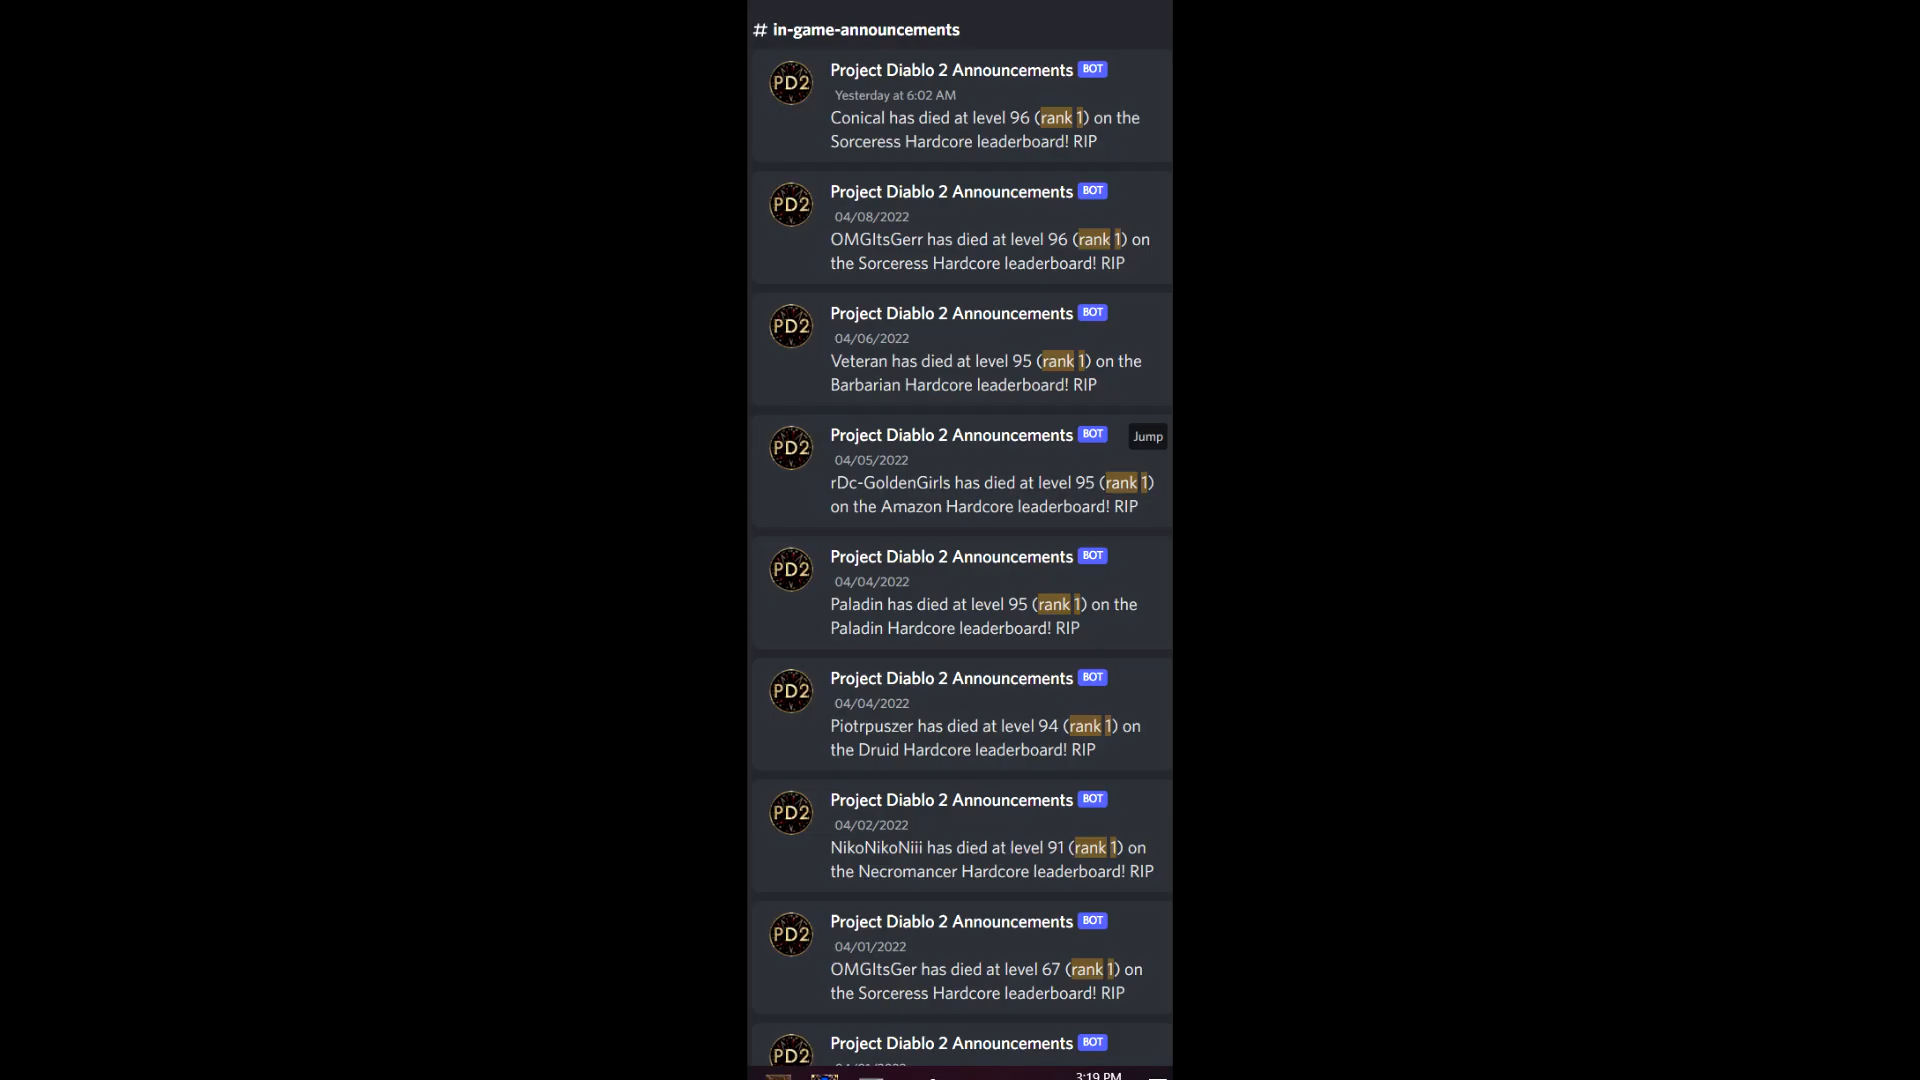 # in-game-announcements
PD2
Project Diablo 2 Announcements BOT
Yesterday at 6:02 AM
Conical has died at level 96 (rank 1) on the
Sorceress Hardcore leaderboard! RIP
PD2
Project Diablo 2 Announcements BOT
04/08/2022
OMGItsGerr has died at level 96 (rank 1) on
the Sorceress Hardcore leaderboard! RIP
PD2
Project Diablo 2 Announcements BOT
04/06/2022
Veteran has died at level 95 (rank 1) on the
Barbarian Hardcore leaderboard! RIP
PD2
Project Diablo 2 Announcements BOT
Jump
04/05/2022
rDc-GoldenGirls has died at level 95 (rank 1)
on the Amazon Hardcore leaderboard! RIP
PD2
Project Diablo 2 Announcements BOT
04/04/2022
Paladin has died at level 95 (rank 1) on the
Paladin Hardcore leaderboard! RIP
PD2
Project Diablo 2 Announcements BOT
04/04/2022
Piotrpuszer has died at level 94 (rank 1) on
the Druid Hardcore leaderboard! RIP
PD2
Project Diablo 2 Announcements BOT
04/02/2022
NikoNikoNiii has died at level 91 (rank 1) on
the Necromancer Hardcore leaderboard! RIP
PD2
Project Diablo 2 Announcements BOT
04/01/2022
OMGItsGer has died at level 67 (rank 1) on
the Sorceress Hardcore leaderboard! RIP
PD2
Project Diablo 2 Announcements BOT
3:19 PM